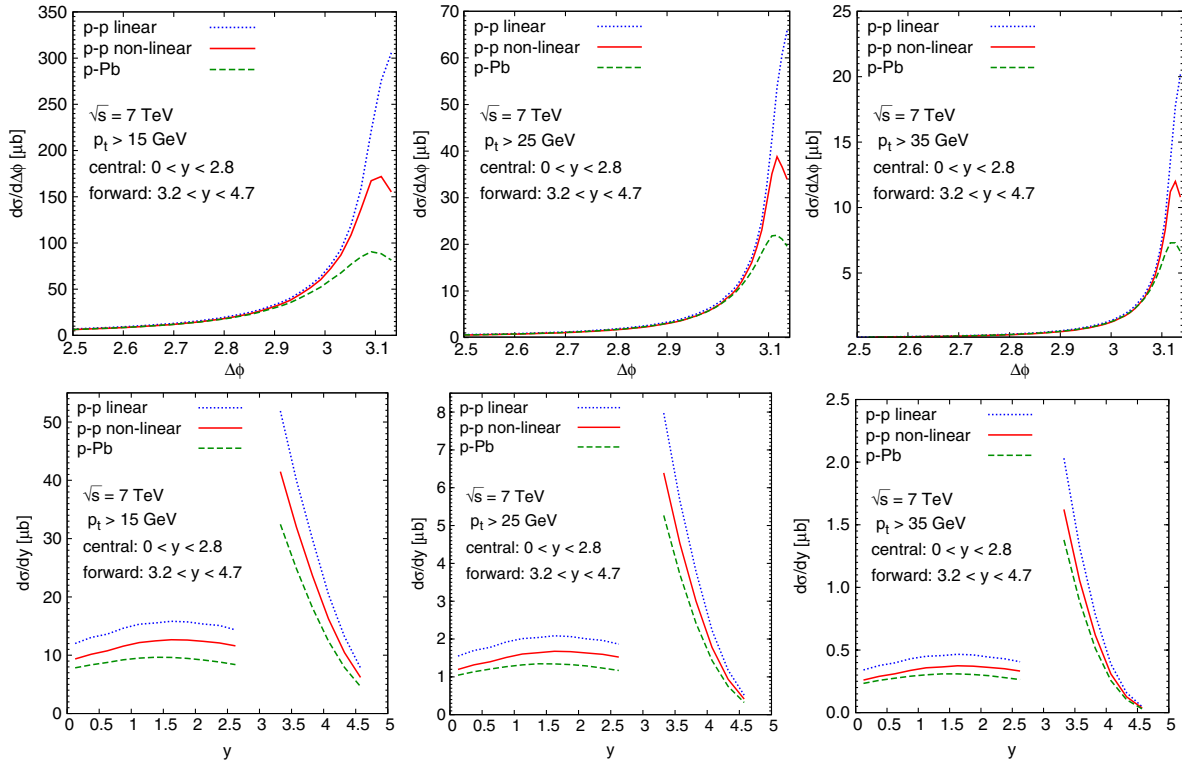 p-p linear
p-p non-linear
p-Pb
√s = 7 TeV
pt > 15 GeV
central: 0 < y < 2.8
forward: 3.2 < y < 4.7
dσ/dΔϕ [μb]
350
300
250
200
150
100
50
0
2.5 2.6 2.7 2.8 2.9 3 3.1
Δϕ
p-p linear
p-p non-linear
p-Pb
√s = 7 TeV
pt > 25 GeV
central: 0 < y < 2.8
forward: 3.2 < y < 4.7
dσ/dΔϕ [μb]
70
60
50
40
30
20
10
0
2.5 2.6 2.7 2.8 2.9 3 3.1
Δϕ
p-p linear
p-p non-linear
p-Pb
√s = 7 TeV
pt > 35 GeV
central: 0 < y < 2.8
forward: 3.2 < y < 4.7
dσ/dΔϕ [μb]
25
20
15
10
5
2.5 2.6 2.7 2.8 2.9 3 3.1
Δϕ
p-p linear
p-p non-linear
p-Pb
√s = 7 TeV
pt > 15 GeV
central: 0 < y < 2.8
forward: 3.2 < y < 4.7
dσ/dy [μb]
50
40
30
20
10
0
0 0.5 1 1.5 2 2.5 3 3.5 4 4.5 5
y
p-p linear
p-p non-linear
p-Pb
√s = 7 TeV
pt > 25 GeV
central: 0 < y < 2.8
forward: 3.2 < y < 4.7
dσ/dy [μb]
8
7
6
5
4
3
2
1
0
0 0.5 1 1.5 2 2.5 3 3.5 4 4.5 5
y
p-p linear
p-p non-linear
p-Pb
√s = 7 TeV
pt > 35 GeV
central: 0 < y < 2.8
forward: 3.2 < y < 4.7
dσ/dy [μb]
2.5
2.0
1.5
1.0
0.5
0.0
0 0.5 1 1.5 2 2.5 3 3.5 4 4.5 5
y